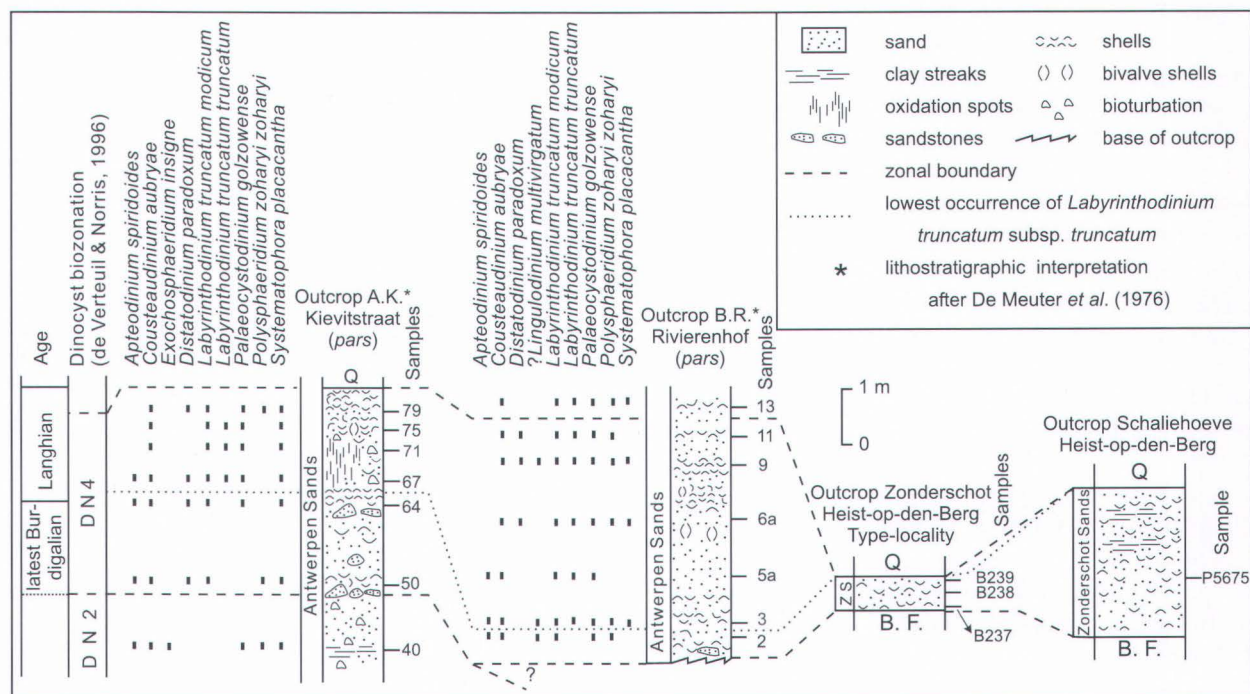 sand
shells
clay streaks
bivalve shells
oxidation spots
bioturbation
sandstones
base of outcrop
zonal boundary
lowest occurrence of Labyrinthodinium
truncatum subsp. truncatum
* lithostratigraphic interpretation
after De Meuter et al. (1976)
Age
Dinocyst biozonation
(de Verteuil & Norris, 1996)
Apteodinium spiridoides
Cousteaudinium aubryae
Exochosphaeridium insigne
Distatodinium paradoxum
Labyrinthodinium truncatum modicum
Labyrinthodinium truncatum truncatum
Palaeocystodinium golzowense
Polysphaeridium zoharyi zoharyi
Systematophora placacantha
Outcrop A.K.*
Kievitstraat
(pars)
Samples
Apteodinium spiridoides
Cousteaudinium aubryae
Distatodinium paradoxum
?Lingulodinium multivirgatum
Labyrinthodinium truncatum modicum
Labyrinthodinium truncatum truncatum
Palaeocystodinium golzowense
Polysphaeridium zoharyi zoharyi
Systematophora placacantha
Outcrop B.R.*
Rivierenhof
(pars)
Samples
Langhian
latest Bur-
digalian
DN4
DN 2
Antwerpen Sands
Q
79
75
71
67
64
50
40
?
Antwerpen Sands
13
11
9
6a
5a
3
2
1 m
0
Outcrop Zonderschot
Heist-op-den-Berg
Type-locality
Samples
Q
Z S
B. F.
B239
B238
B237
Outcrop Schaliehoeve
Heist-op-den-Berg
Q
Zonderschot Sands
B. F.
Sample
P5675